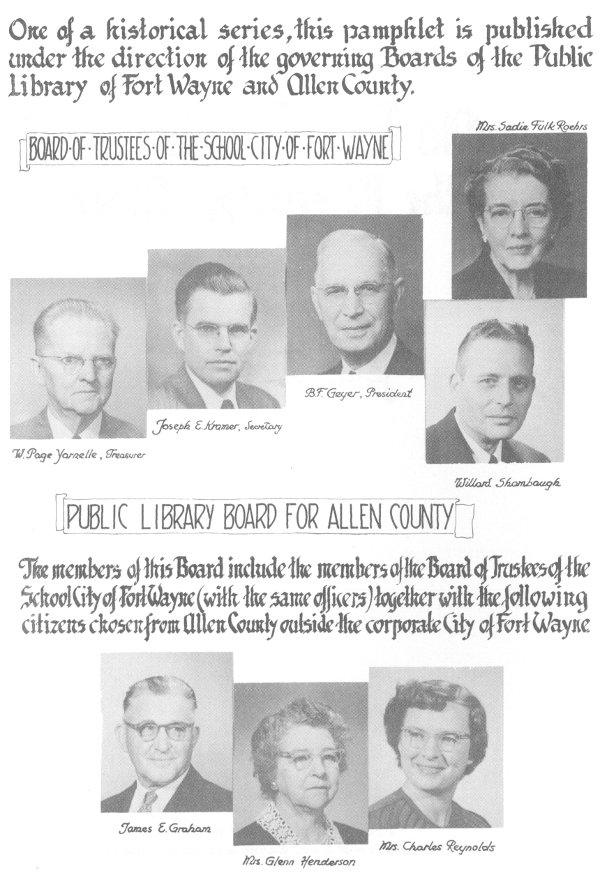 One of a historical series, this pamphlet is published
under the direction of the governing Boards of the Public
Library of Fort Wayne and Allen County.
BOARD·OF·TRUSTEES·OF·THE·SCHOOL·CITY·OF·FORT·WAYNE
Mrs. Sadie Fulk Roehrs
B.F. Geyer, President
Joseph E. Kramer, Secretary
W. Page Yarnelle, Treasurer
Willard Shambaugh
PUBLIC LIBRARY BOARD FOR ALLEN COUNTY
The members of this Board include the members of the Board of Trustees of the
School City of Fort Wayne (with the same officers) together with the following
citizens chosen from Allen County outside the corporate City of Fort Wayne
James E. Graham
Mrs. Glenn Henderson
Mrs. Charles Reynolds